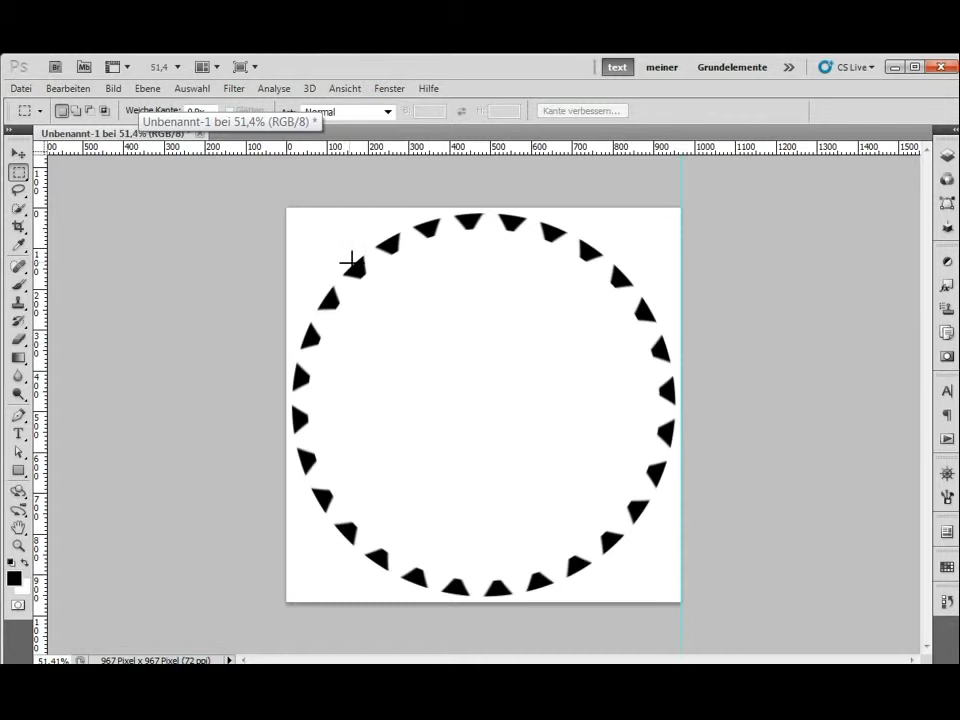 Ps Br Mb 51,4 text meiner Grundelemente CS Live
Datei Bearbeiten Bild Ebene Auswahl Filter Analyse 3D Ansicht Fenster Hilfe
Weiche Kante: Normal Kante verbessern...
Unbenannt-1 bei 51,4% (RGB/8) *
Unbenannt-1 bei 51,4% (RGB/8) *
500 400 300 200 100 0 100 200 300 400 500 600 700 800 900 1000 1100 1200 1300 1400 1500
51,41% 967 Pixel x 967 Pixel (72 ppi)